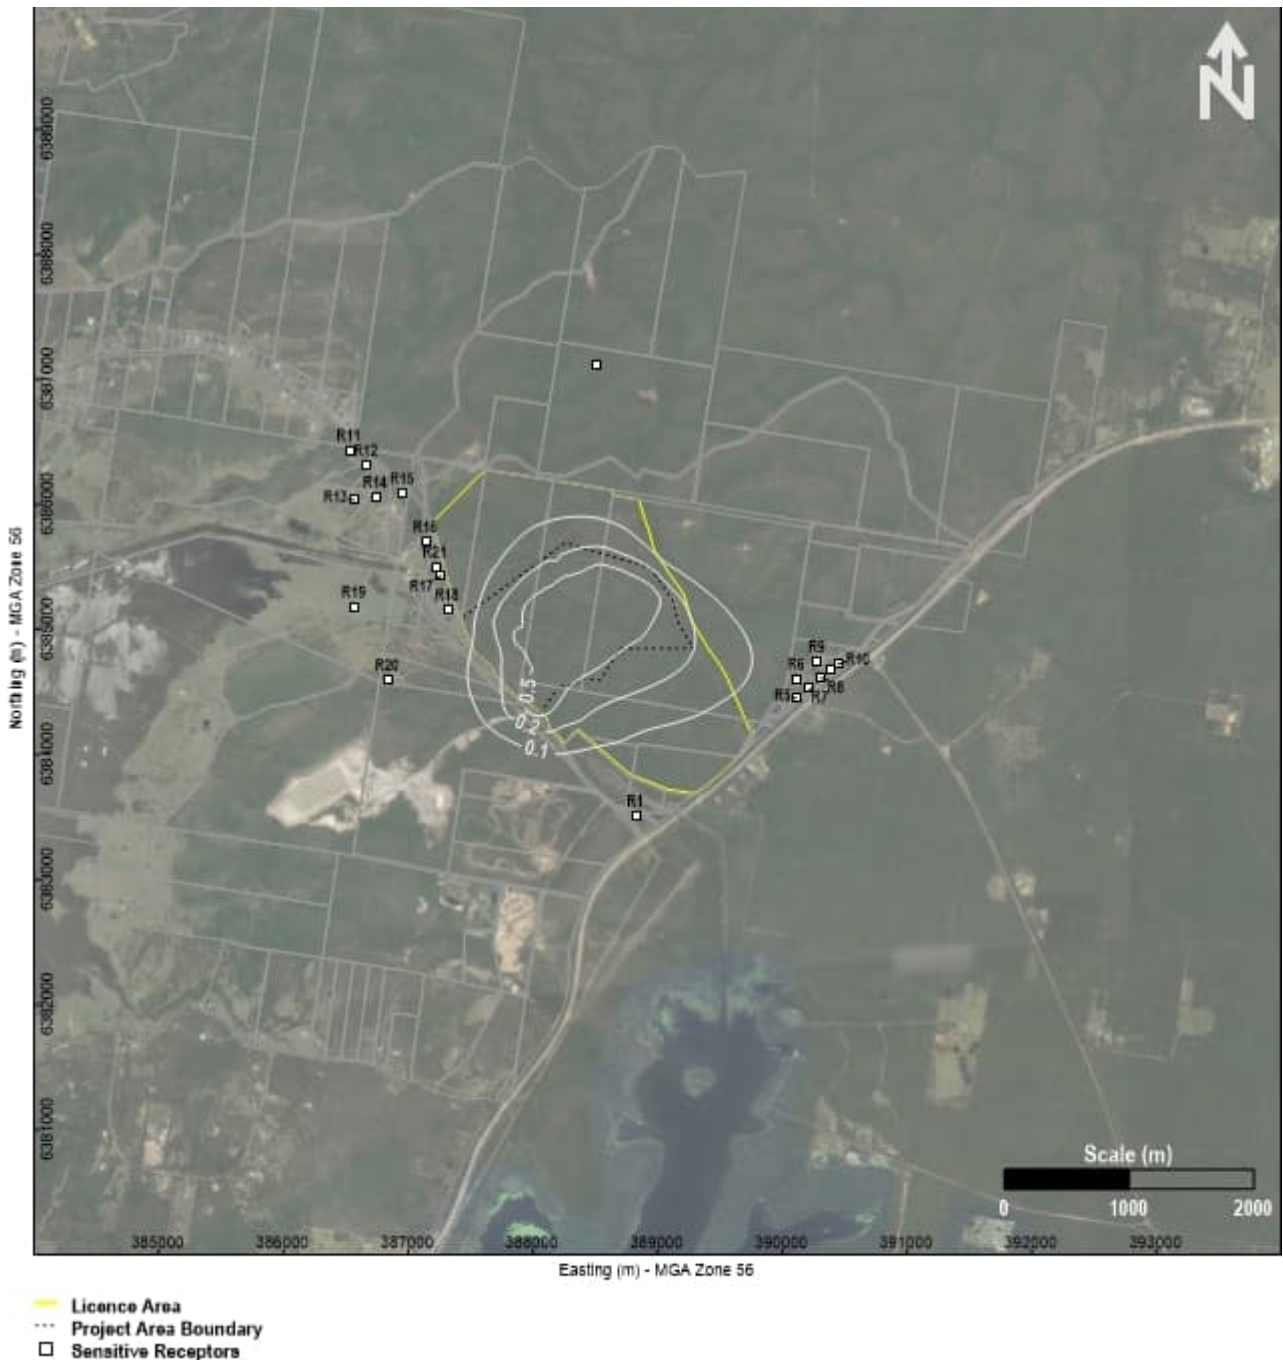 N
6389000
6388000
6387000
R11
R12
R13
R14
R15
6386000
R16
R21
R17
R18
R19
6385000
R20
R9
R10
R6
R8
R5
R7
0.5
0.2
0.1
6384000
R1
6383000
6382000
6381000
Northing (m) - MGA Zone 56
Scale (m)
0 1000 2000
385000 386000 387000 388000 389000 390000 391000 392000 393000
Easting (m) - MGA Zone 56
Licence Area
Project Area Boundary
Sensitive Receptors